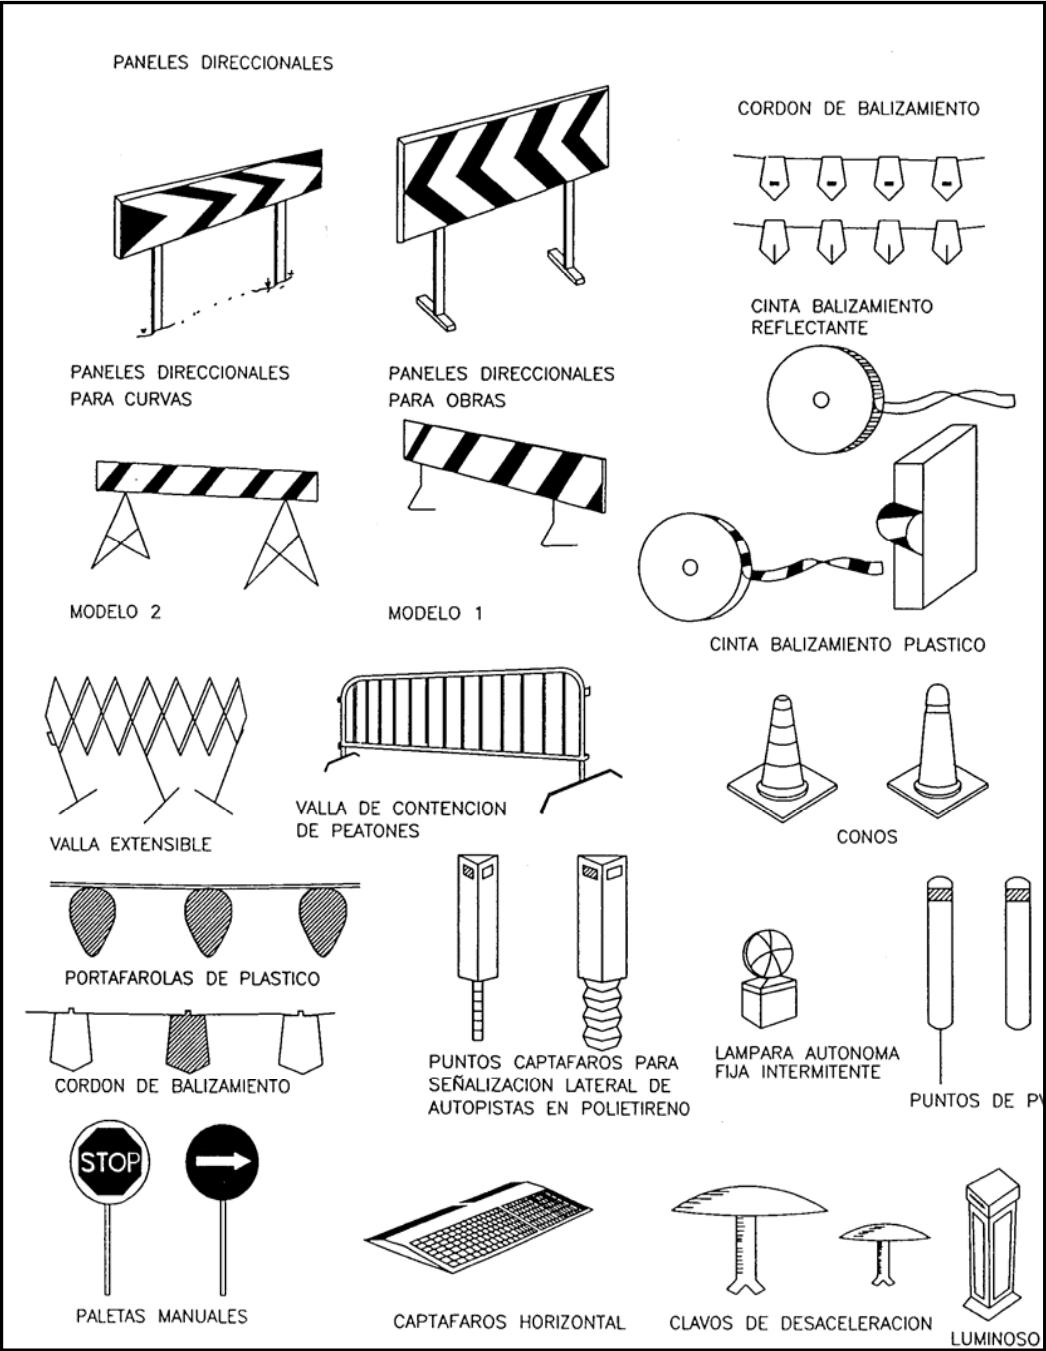 PANELES DIRECCIONALES
CORDON DE BALIZAMIENTO
CINTA BALIZAMIENTO
REFLECTANTE
PANELES DIRECCIONALES
PARA CURVAS
PANELES DIRECCIONALES
PARA OBRAS
MODELO 2
MODELO 1
CINTA BALIZAMIENTO PLASTICO
VALLA EXTENSIBLE
VALLA DE CONTENCION
DE PEATONES
CONOS
PORTAFAROLAS DE PLASTICO
CORDON DE BALIZAMIENTO
PUNTOS CAPTAFAROS PARA
SEÑALIZACION LATERAL DE
AUTOPISTAS EN POLIETIRENO
LAMPARA AUTONOMA
FIJA INTERMITENTE
PUNTOS DE PV
STOP
PALETAS MANUALES
CAPTAFAROS HORIZONTAL
CLAVOS DE DESACELERACION
LUMINOSO